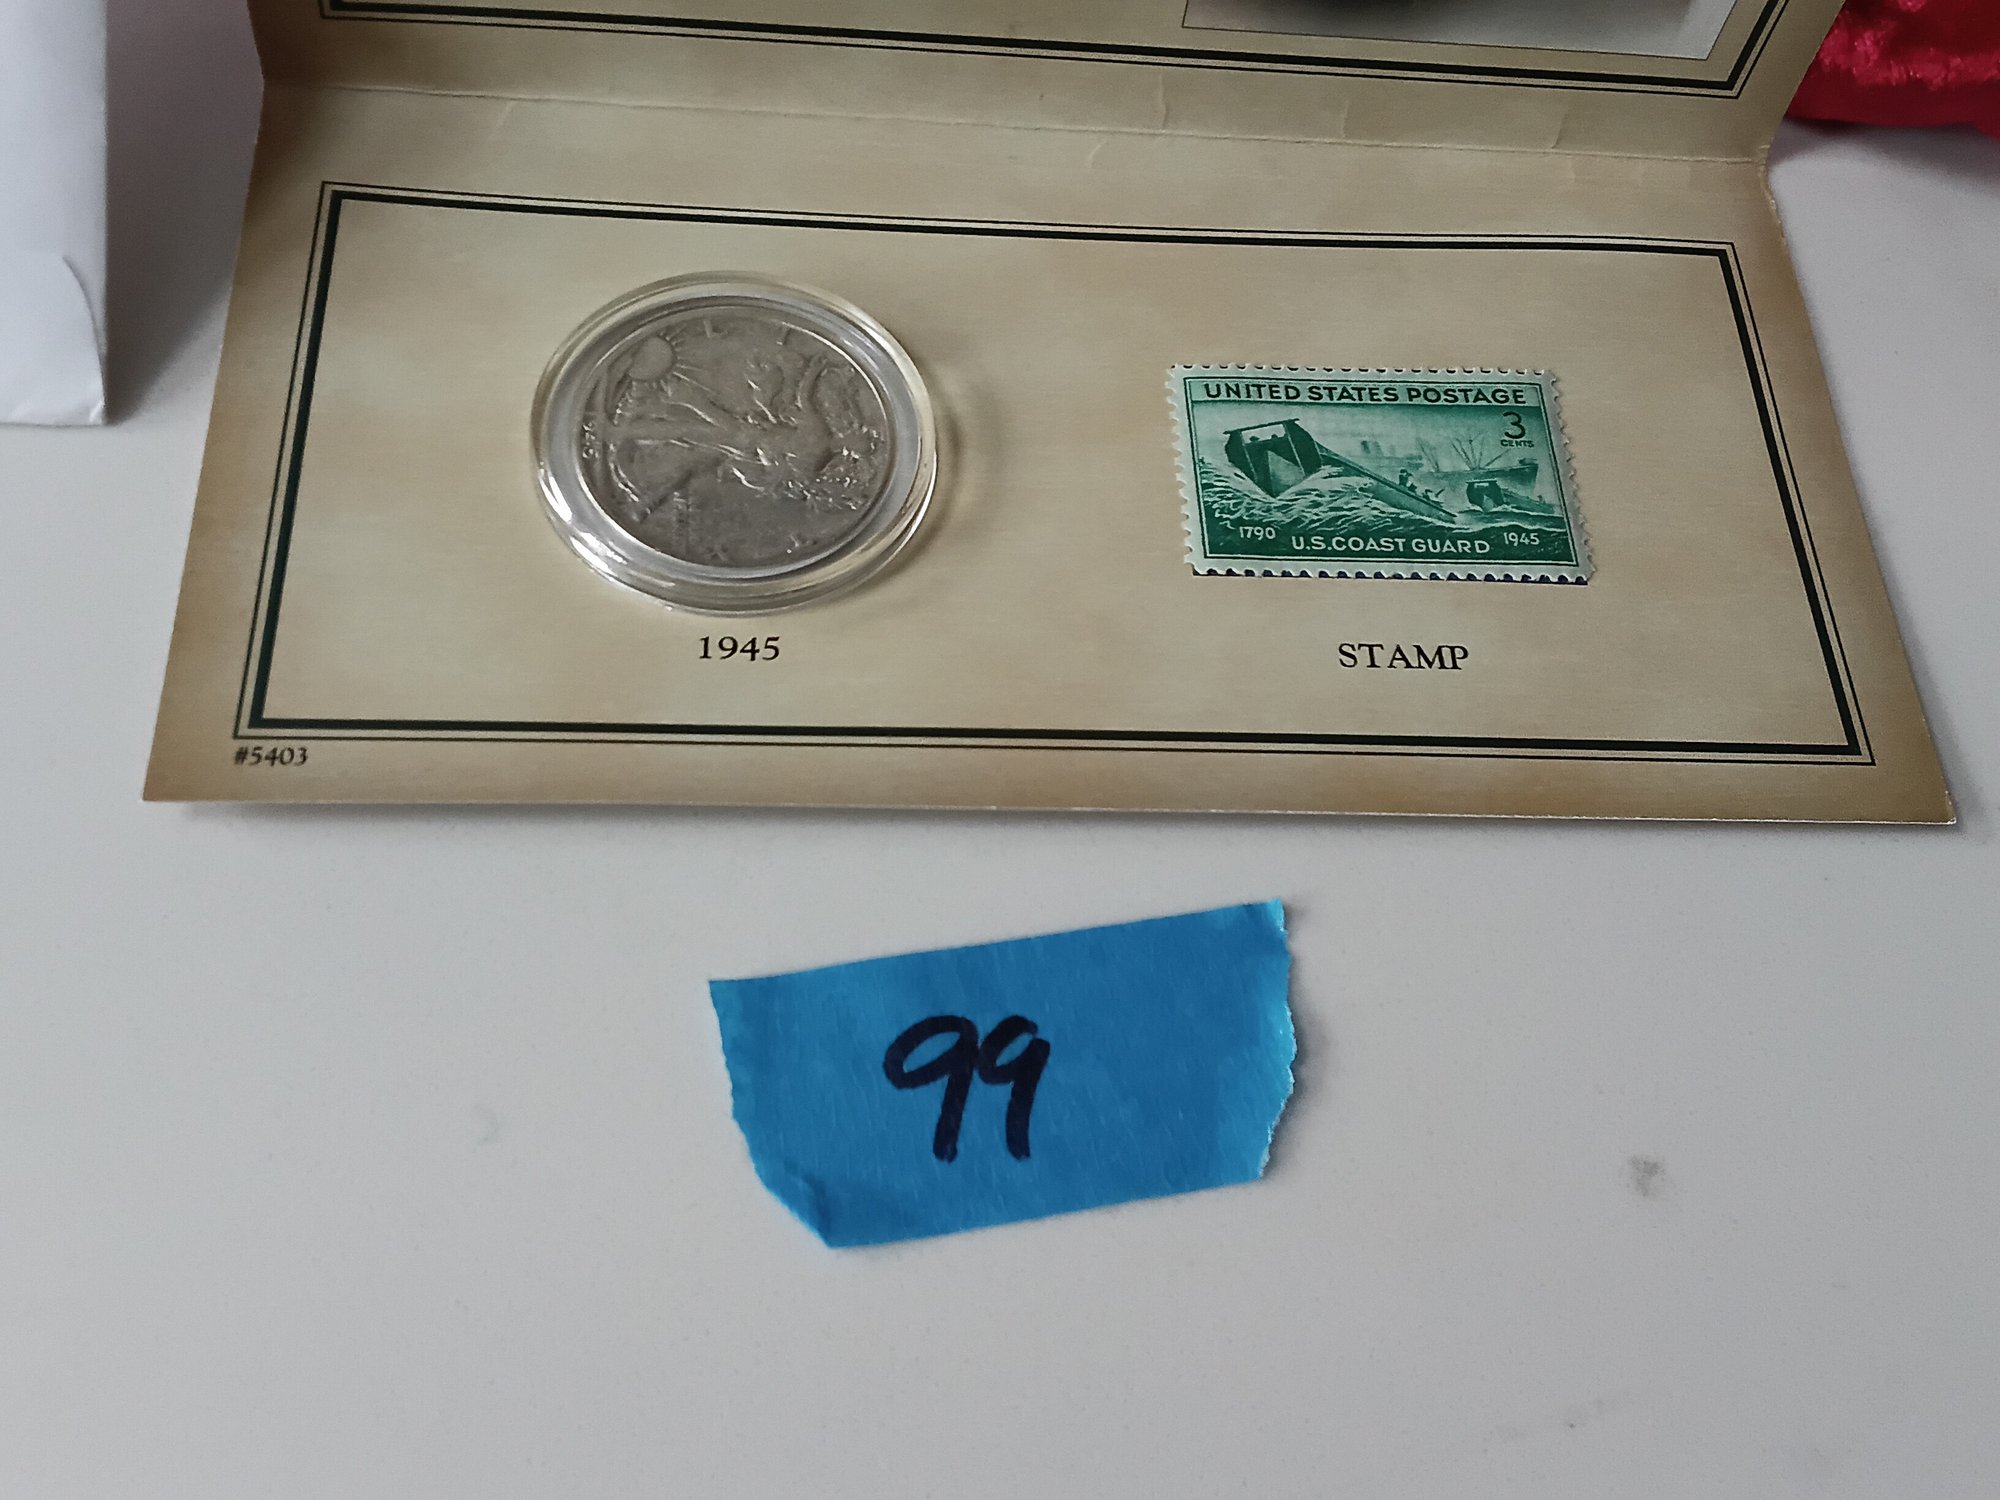 UNITED STATES POSTAGE
3
CENTS
1790 U.S. COAST GUARD 1945
1945
STAMP
#5403
99